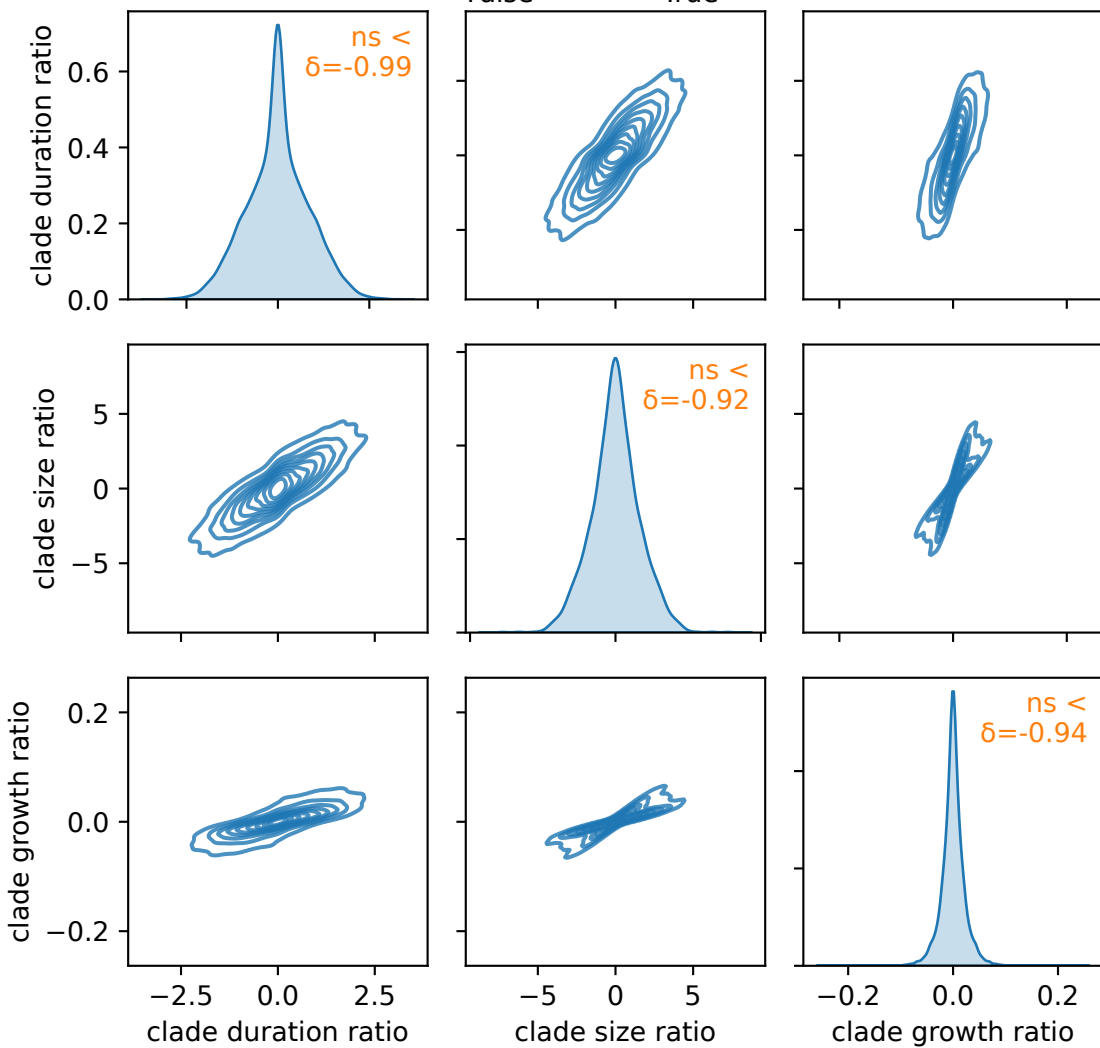 clade duration ratio
0.6
0.4
0.2
0.0
ns <
δ=-0.99
clade size ratio
5
0
−5
ns <
δ=-0.92
clade growth ratio
0.2
0.0
−0.2
ns <
δ=-0.94
−2.5 0.0 2.5
−5 0 5
−0.2 0.0 0.2
clade duration ratio
clade size ratio
clade growth ratio